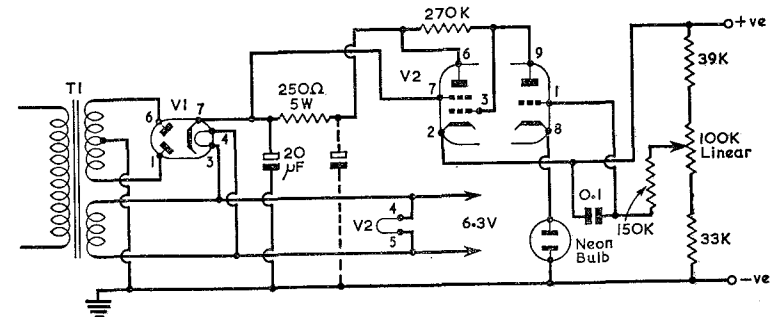 270K
+ve
T1
V1
6
7
4
1
3
250Ω
5W
20
μF
V2
6
7
3
2
9
1
8
39K
100K
Linear
0.1
150K
V2
4
5
6·3V
Neon
Bulb
33K
-ve